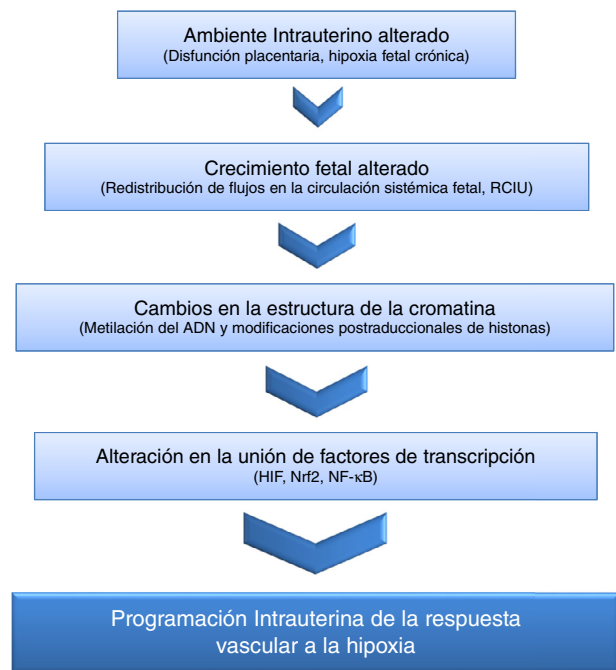 Ambiente Intrauterino alterado
(Disfunción placentaria, hipoxia fetal crónica)
Crecimiento fetal alterado
(Redistribución de flujos en la circulación sistémica fetal, RCIU)
Cambios en la estructura de la cromatina
(Metilación del ADN y modificaciones postraduccionales de histonas)
Alteración en la unión de factores de transcripción
(HIF, Nrf2, NF-κB)
Programación Intrauterina de la respuesta
vascular a la hipoxia